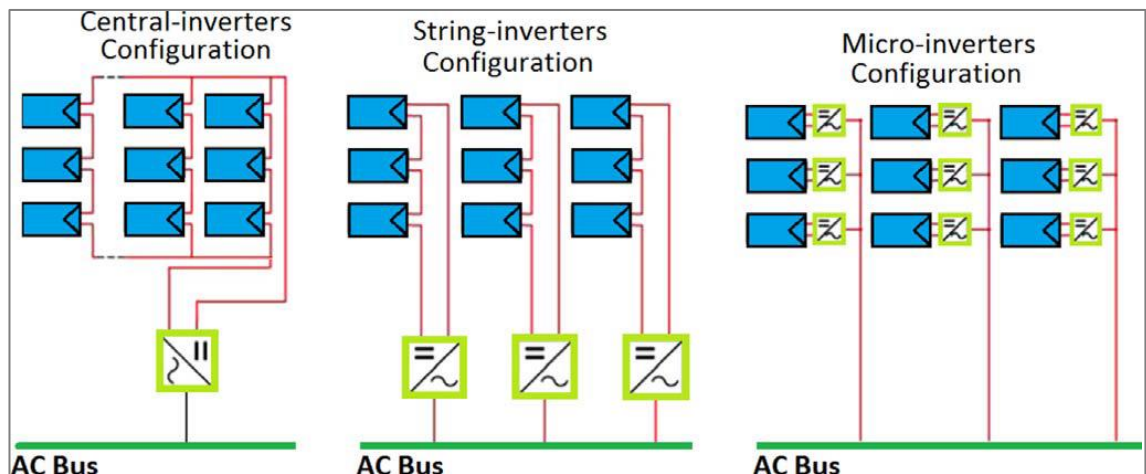 Central-inverters
Configuration
String-inverters
Configuration
Micro-inverters
Configuration
AC Bus
AC Bus
AC Bus